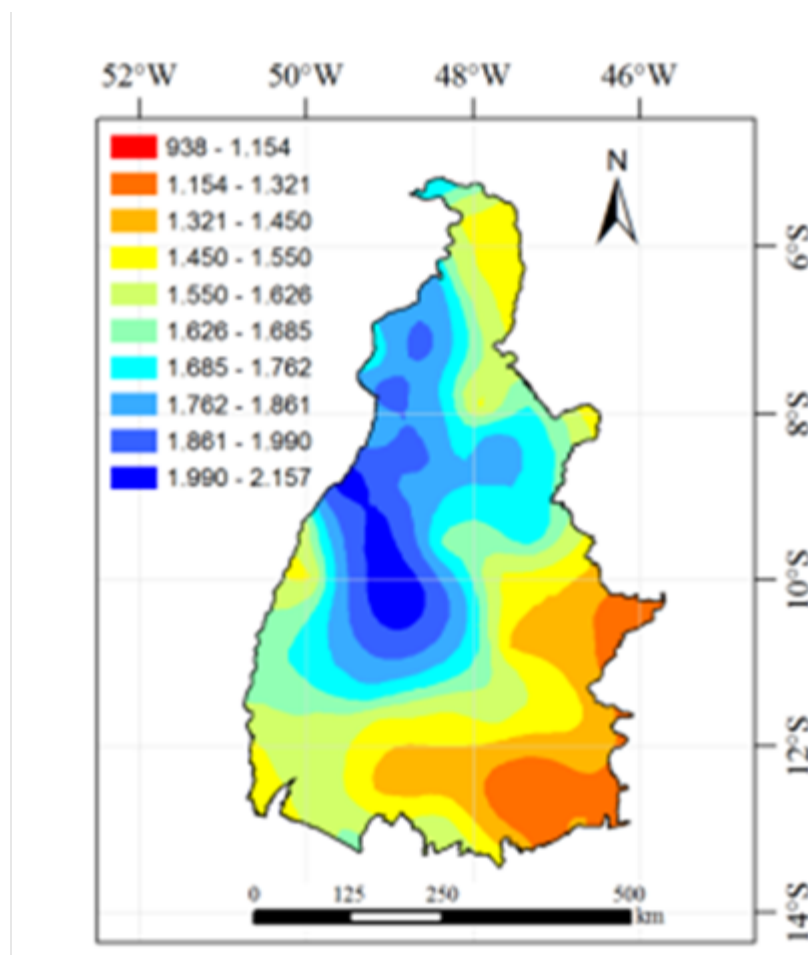 52°W 50°W 48°W 46°W
938 - 1.154
1.154 - 1.321
1.321 - 1.450
1.450 - 1.550
1.550 - 1.626
1.626 - 1.685
1.685 - 1.762
1.762 - 1.861
1.861 - 1.990
1.990 - 2.157
N
6°S
8°S
10°S
12°S
14°S
0 125 250 500
km